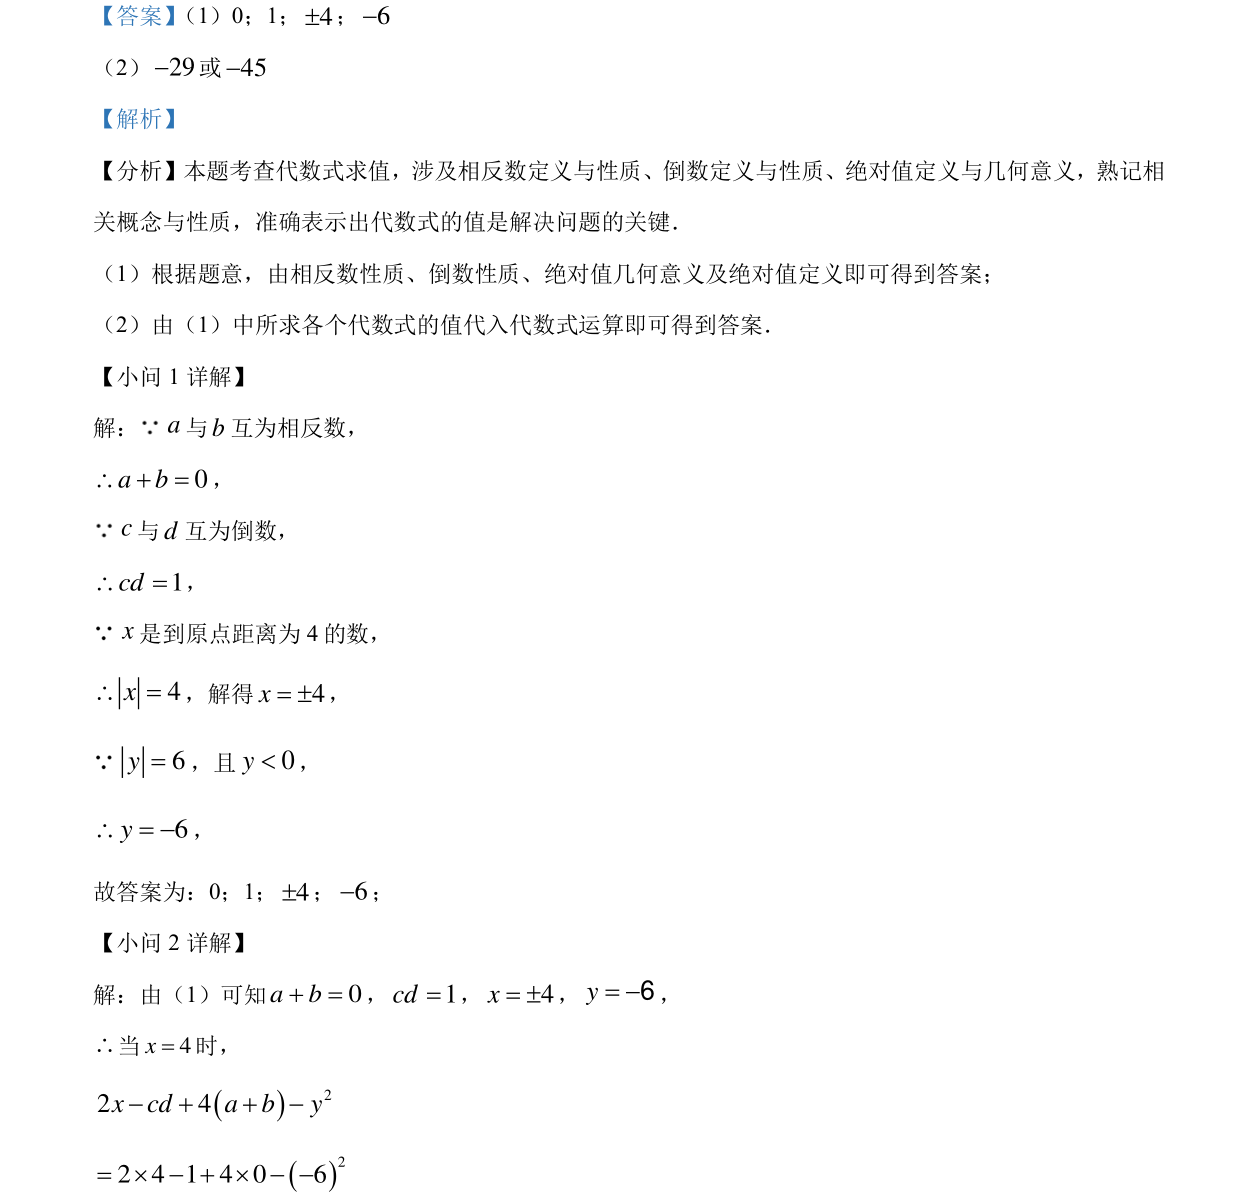 【答案】（1）0；1；±4；−6
（2）−29或−45
【解析】
【分析】本题考查代数式求值，涉及相反数定义与性质、倒数定义与性质、绝对值定义与几何意义，熟记相
关概念与性质，准确表示出代数式的值是解决问题的关键．
（1）根据题意，由相反数性质、倒数性质、绝对值几何意义及绝对值定义即可得到答案；
（2）由（1）中所求各个代数式的值代入代数式运算即可得到答案．
【小问 1 详解】
解：∵a与b互为相反数，
∴a+b=0，
∵c与d互为倒数，
∴cd=1，
∵x是到原点距离为 4 的数，
∴|x|=4，解得x=±4，
∵|y|=6，且y<0，
∴y=−6，
故答案为：0；1；±4；−6；
【小问 2 详解】
解：由（1）可知a+b=0，cd=1，x=±4，y=−6，
∴当x=4时，
2x−cd+4(a+b)−y²
=2×4−1+4×0−(−6)²